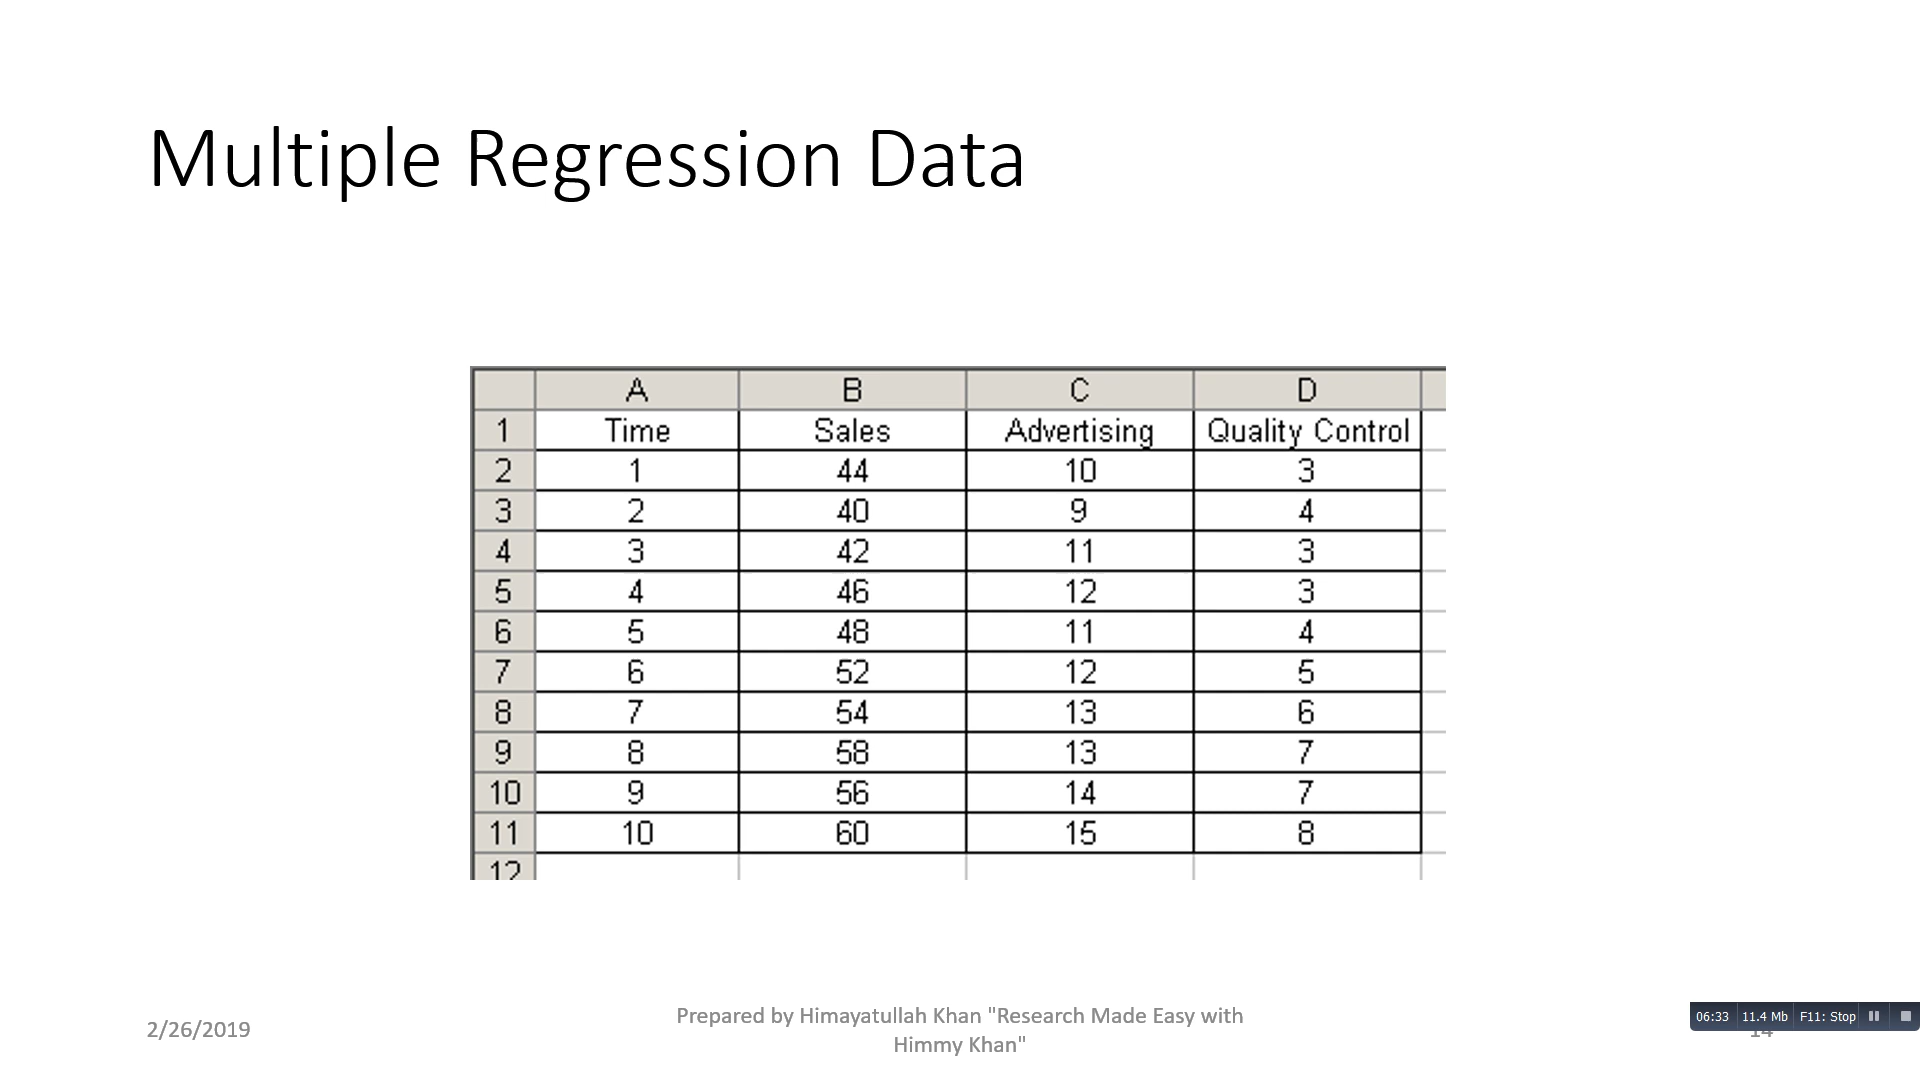 Multiple Regression Data
A B C D
1 Time Sales Advertising Quality Control
2 1 44 10 3
3 2 40 9 4
4 3 42 11 3
5 4 46 12 3
6 5 48 11 4
7 6 52 12 5
8 7 54 13 6
9 8 58 13 7
10 9 56 14 7
11 10 60 15 8
12
2/26/2019
Prepared by Himayatullah Khan "Research Made Easy with
Himmy Khan"
14
06:33 11.4 Mb F11: Stop